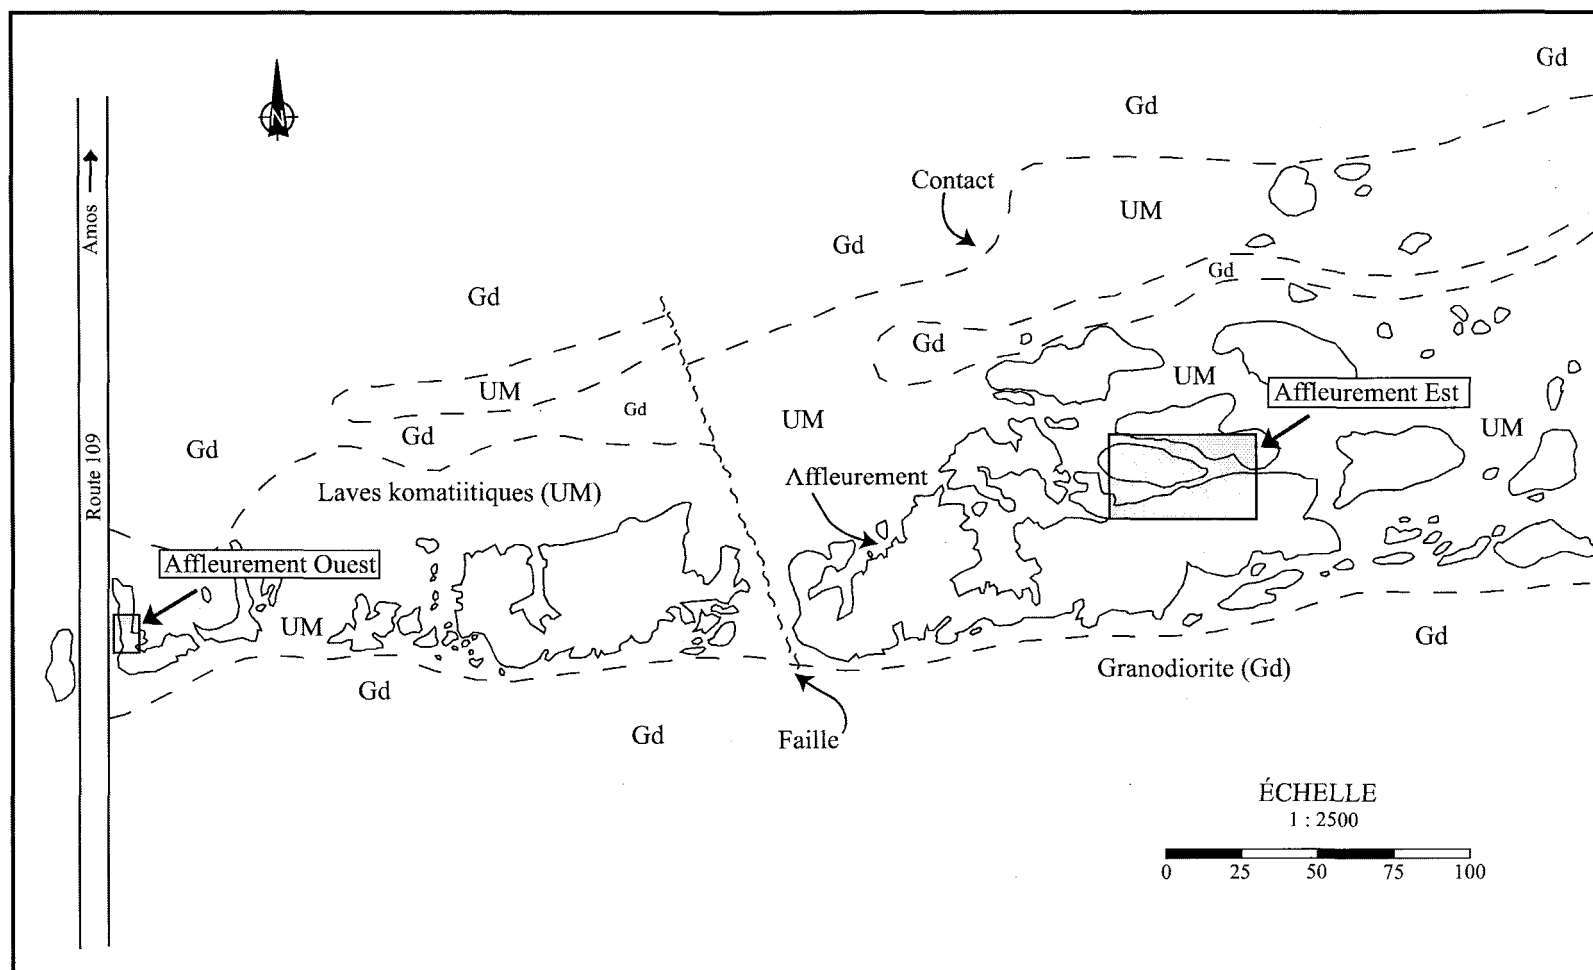 Gd
Gd
N
Contact
Amos
UM
Gd
Gd
Gd
Gd
UM
UM
Affleurement Est
Gd
Gd
UM
UM
Gd
Route 109
Affleurement
Laves komatiitiques (UM)
Affleurement Ouest
UM
Gd
Granodiorite (Gd)
Gd
Gd
Faille
ÉCHELLE
1 : 2500
0 25 50 75 100